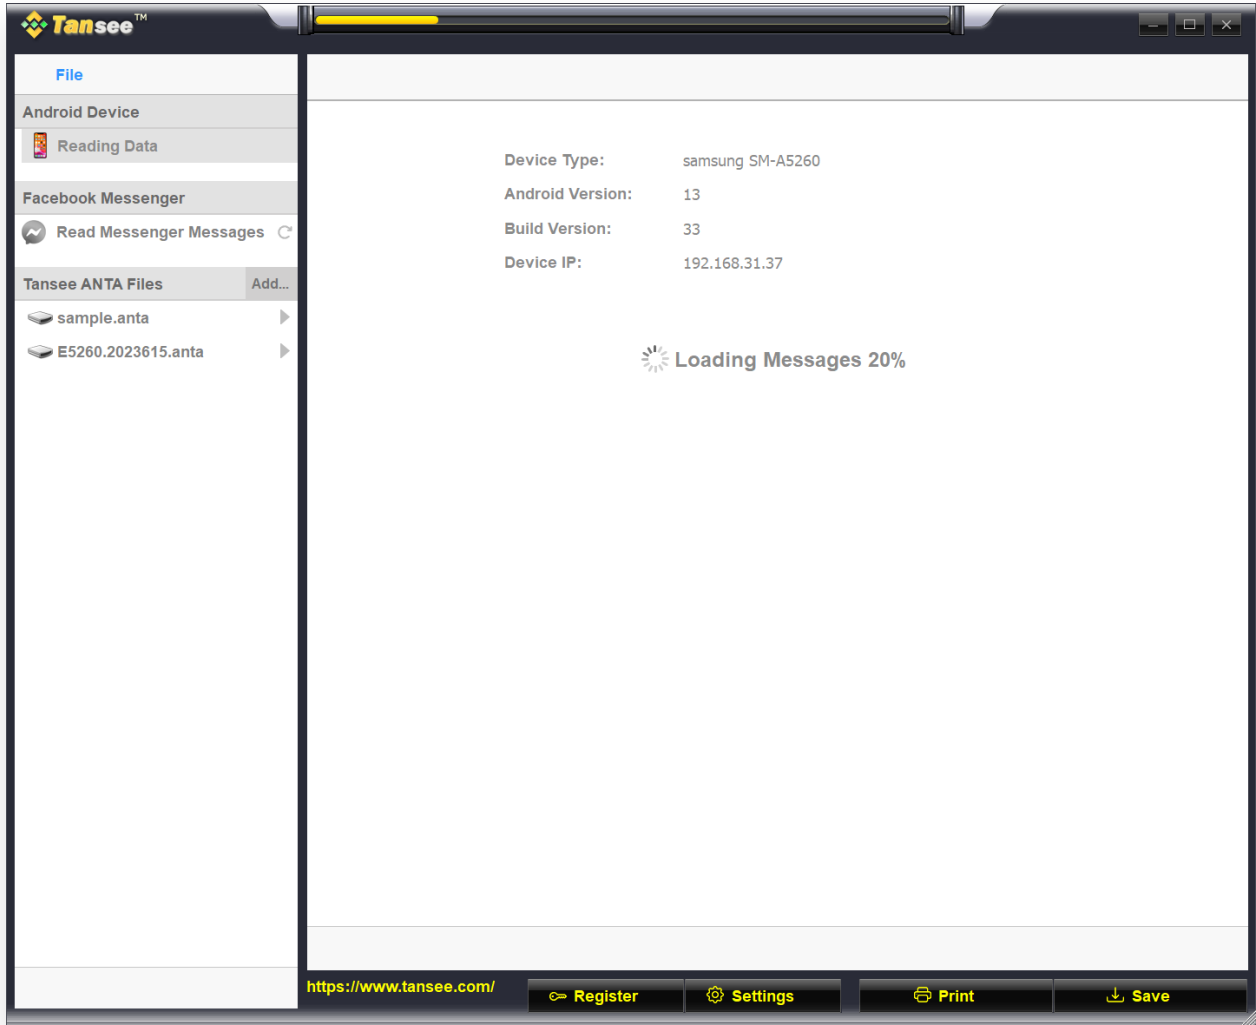 Tansee™
File
Android Device
Reading Data
Facebook Messenger
Read Messenger Messages
Tansee ANTA Files
Add...
sample.anta
E5260.2023615.anta
Device Type: samsung SM-A5260
Android Version: 13
Build Version: 33
Device IP: 192.168.31.37
Loading Messages 20%
https://www.tansee.com/
Register
Settings
Print
Save